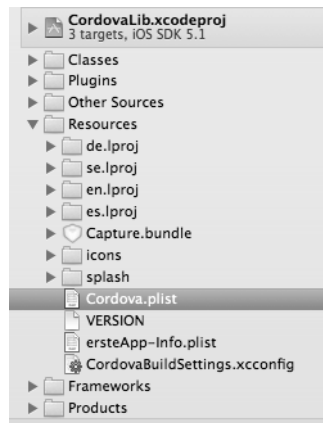 CordovaLib.xcodeproj
3 targets, iOS SDK 5.1
Classes
Plugins
Other Sources
Resources
de.lproj
se.lproj
en.lproj
es.lproj
Capture.bundle
icons
splash
Cordova.plist
VERSION
ersteApp-Info.plist
CordovaBuildSettings.xcconfig
Frameworks
Products